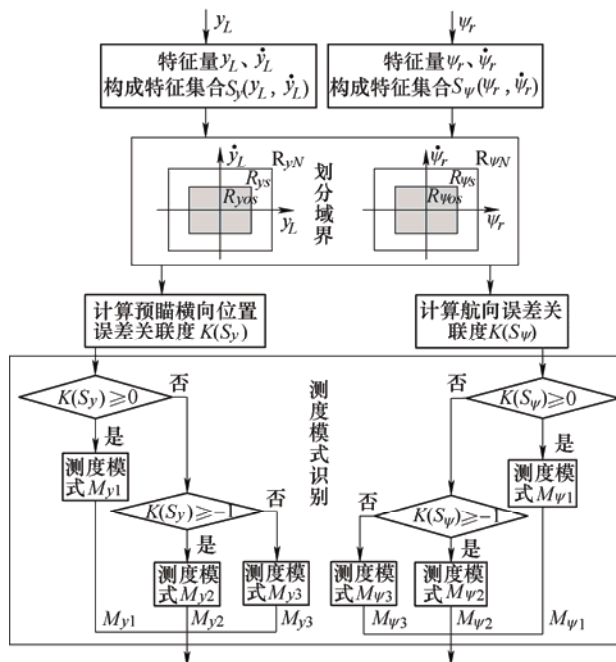 y_L
ψ_r
特征量y_L、ẏ_L
构成特征集合S_y(y_L, ẏ_L)
特征量ψ_r、ψ̇_r
构成特征集合S_ψ(ψ_r, ψ̇_r)
ẏ_L
R_yN
R_ys
R_yos
y_L
划分域界
ψ̇_r
R_ψN
R_ψs
R_ψos
ψ_r
计算预瞄横向位置
误差关联度 K(S_y)
计算航向误差关
联度K(S_ψ)
K(S_y)≥0
否
是
测度模
式M_y1
K(S_y)≥-1
否
是
测度模
式M_y2
测度模
式M_y3
M_y1
M_y2
M_y3
测度模式识别
K(S_ψ)≥0
否
是
测度模
式M_ψ1
K(S_ψ)≥-1
否
是
测度模
式M_ψ3
测度模
式M_ψ2
M_ψ3
M_ψ2
M_ψ1